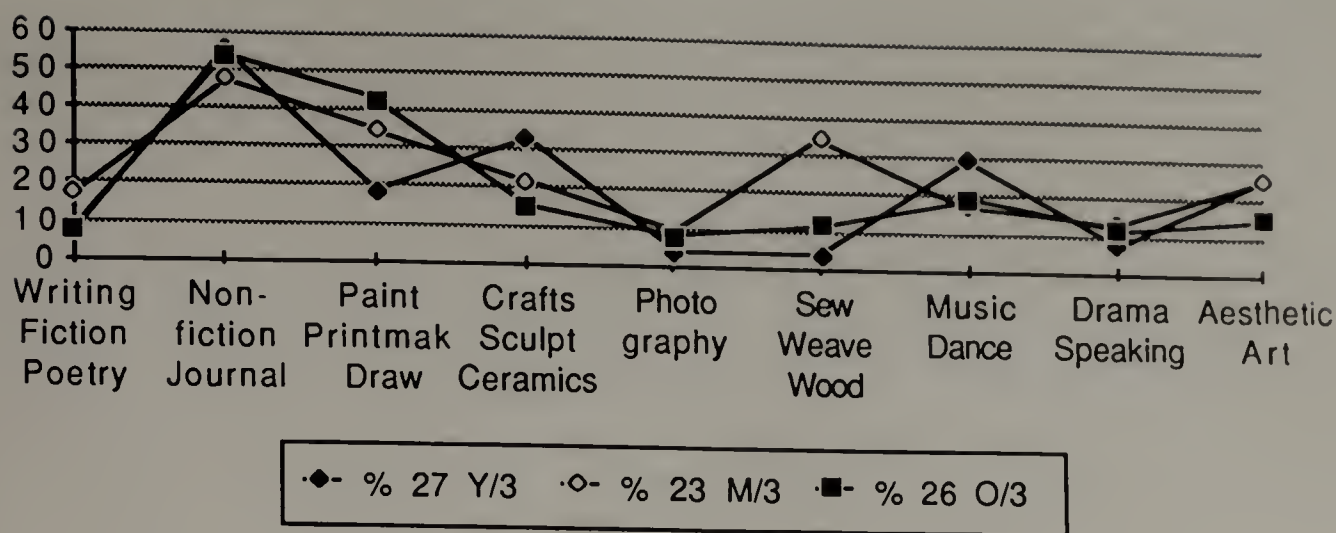 60
50
40
30
20
10
0
Writing Fiction Poetry
Non-fiction Journal
Paint Printmak Draw
Crafts Sculpt Ceramics
Photo graphy
Sew Weave Wood
Music Dance
Drama Speaking
Aesthetic Art
% 27 Y/3 % 23 M/3 % 26 O/3